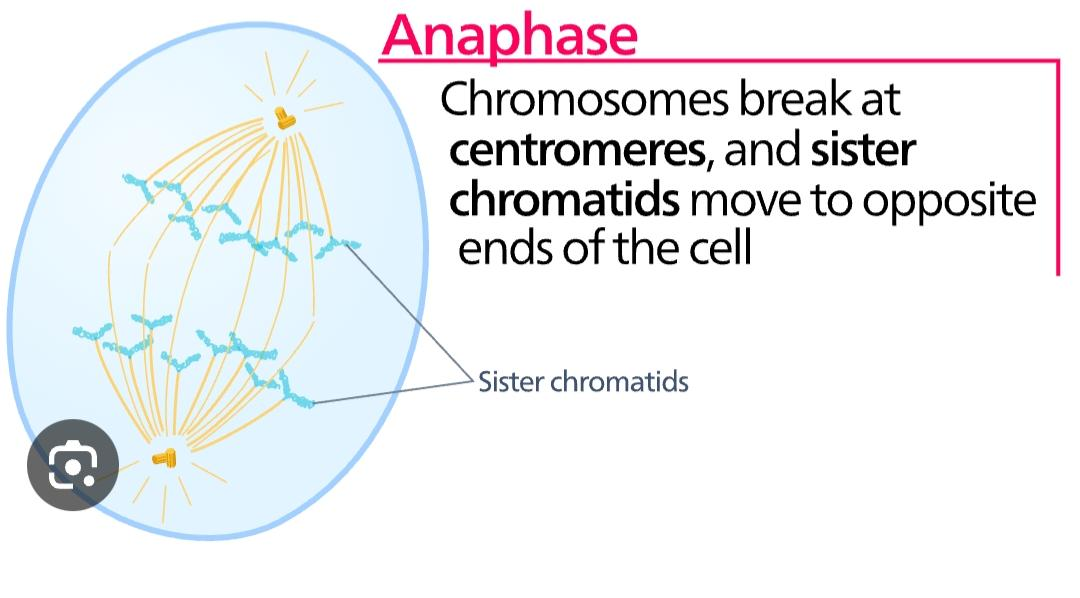 Anaphase
Chromosomes break at
centromeres, and sister
chromatids move to opposite
ends of the cell
Sister chromatids